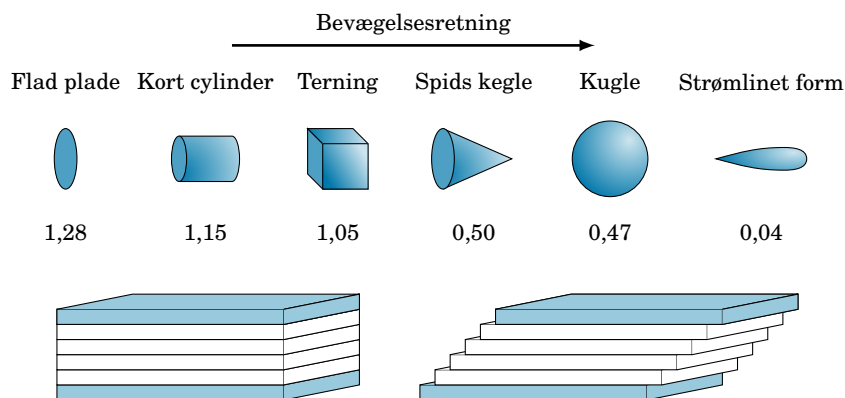 Bevægelsesretning
Flad plade Kort cylinder Terning Spids kegle Kugle Strømlinet form
1,28 1,15 1,05 0,50 0,47 0,04